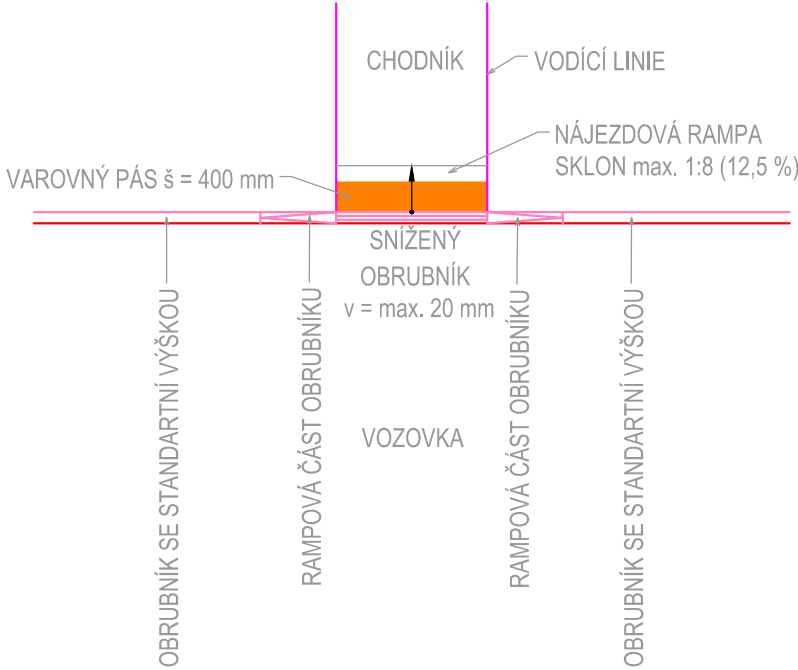 CHODNÍK
VODÍCÍ LINIE
NÁJEZDOVÁ RAMPA
SKLON max. 1:8 (12,5 %)
VAROVNÝ PÁS š = 400 mm
SNÍŽENÝ
OBRUBNÍK
v = max. 20 mm
OBRUBNÍK SE STANDARTNÍ VÝŠKOU
RAMPOVÁ ČÁST OBRUBNÍKU
RAMPOVÁ ČÁST OBRUBNÍKU
OBRUBNÍK SE STANDARTNÍ VÝŠKOU
VOZOVKA